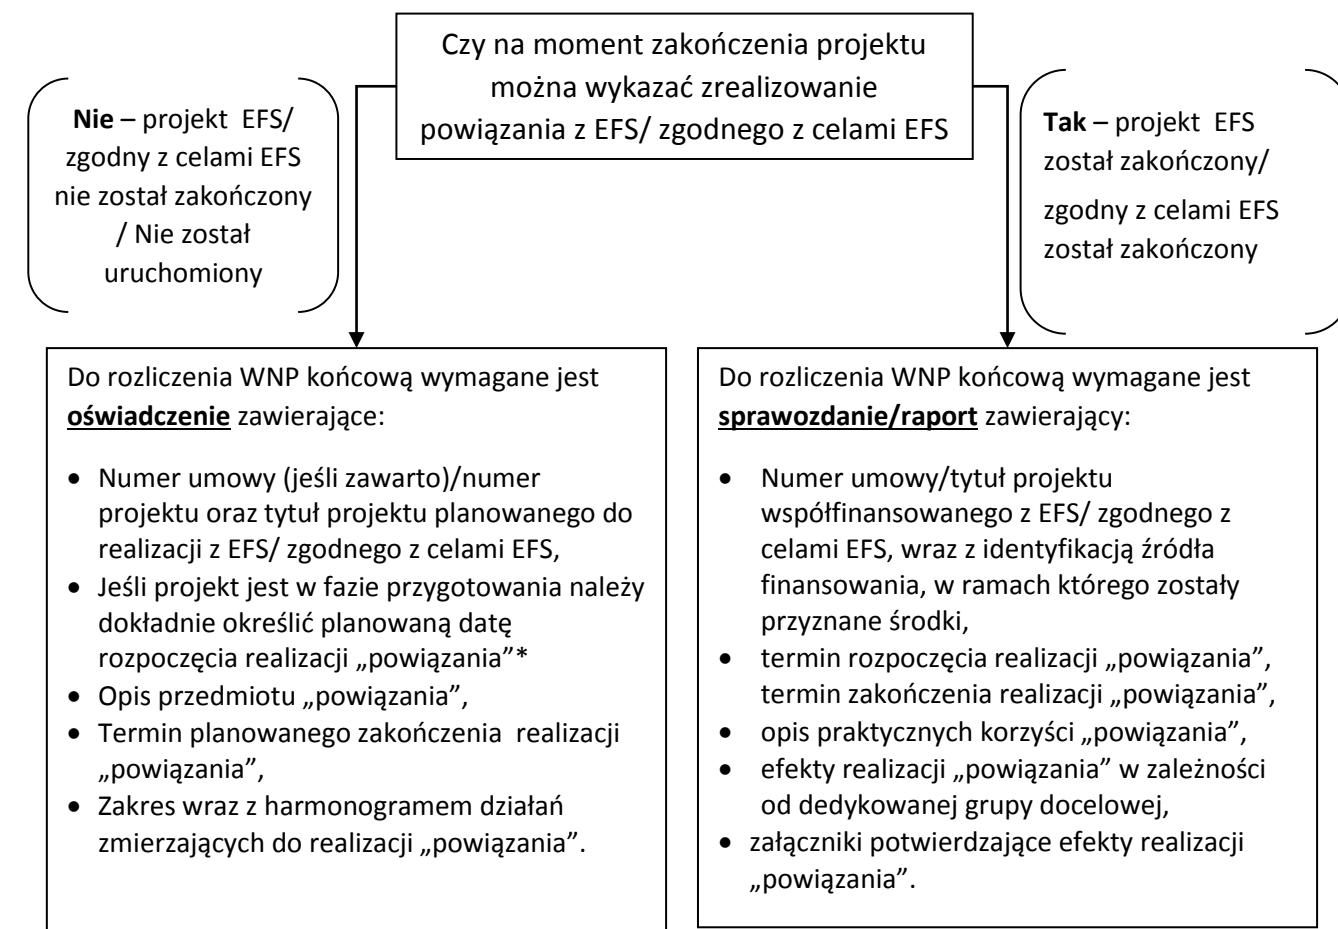 Czy na moment zakończenia projektu
można wykazać zrealizowanie
powiązania z EFS/ zgodnego z celami EFS
Nie – projekt EFS/
zgodny z celami EFS
nie został zakończony
/ Nie został
uruchomiony
Tak – projekt EFS
został zakończony/
zgodny z celami EFS
został zakończony
Do rozliczenia WNP końcową wymagane jest
oświadczenie zawierające:
• Numer umowy (jeśli zawarto)/numer
projektu oraz tytuł projektu planowanego do
realizacji z EFS/ zgodnego z celami EFS,
• Jeśli projekt jest w fazie przygotowania należy
dokładnie określić planowaną datę
rozpoczęcia realizacji „powiązania”*
• Opis przedmiotu „powiązania”,
• Termin planowanego zakończenia realizacji
„powiązania”,
• Zakres wraz z harmonogramem działań
zmierzających do realizacji „powiązania”.
Do rozliczenia WNP końcową wymagane jest
sprawozdanie/raport zawierający:
• Numer umowy/tytuł projektu
współfinansowanego z EFS/ zgodnego z
celami EFS, wraz z identyfikacją źródła
finansowania, w ramach którego zostały
przyznane środki,
• termin rozpoczęcia realizacji „powiązania”,
termin zakończenia realizacji „powiązania”,
• opis praktycznych korzyści „powiązania”,
• efekty realizacji „powiązania” w zależności
od dedykowanej grupy docelowej,
• załączniki potwierdzające efekty realizacji
„powiązania”.